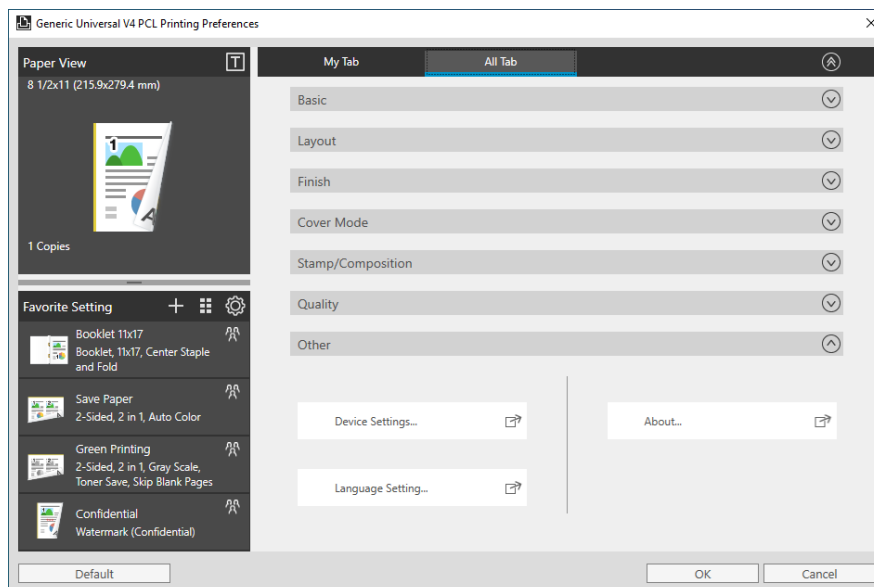 Generic Universal V4 PCL Printing Preferences
Paper View
T
8 1/2x11 (215.9x279.4 mm)
1
A
1 Copies
Favorite Setting
Booklet 11x17
Booklet, 11x17, Center Staple
and Fold
Save Paper
2-Sided, 2 in 1, Auto Color
Green Printing
2-Sided, 2 in 1, Gray Scale,
Toner Save, Skip Blank Pages
Confidential
Watermark (Confidential)
My Tab
All Tab
Basic
Layout
Finish
Cover Mode
Stamp/Composition
Quality
Other
Device Settings...
About...
Language Setting...
Default
OK
Cancel